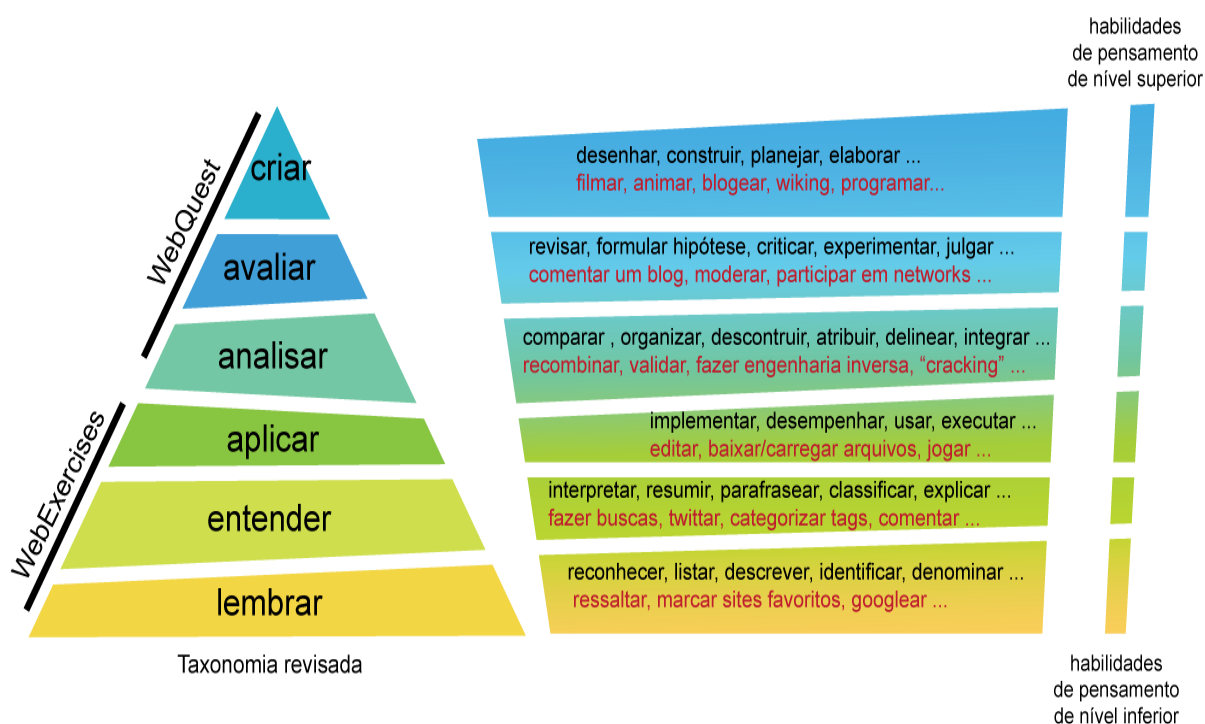 habilidades
de pensamento
de nível superior
WebQuest
criar
desenhar, construir, planejar, elaborar ...
filmar, animar, blogear, wiking, programar...
avaliar
revisar, formular hipótese, criticar, experimentar, julgar ...
comentar um blog, moderar, participar em networks ...
analisar
comparar , organizar, descontruir, atribuir, delinear, integrar ...
recombinar, validar, fazer engenharia inversa, “cracking” ...
WebExercises
aplicar
implementar, desempenhar, usar, executar ...
editar, baixar/carregar arquivos, jogar ...
entender
interpretar, resumir, parafrasear, classificar, explicar ...
fazer buscas, twittar, categorizar tags, comentar ...
lembrar
reconhecer, listar, descrever, identificar, denominar ...
ressaltar, marcar sites favoritos, googlear ...
Taxonomia revisada
habilidades
de pensamento
de nível inferior